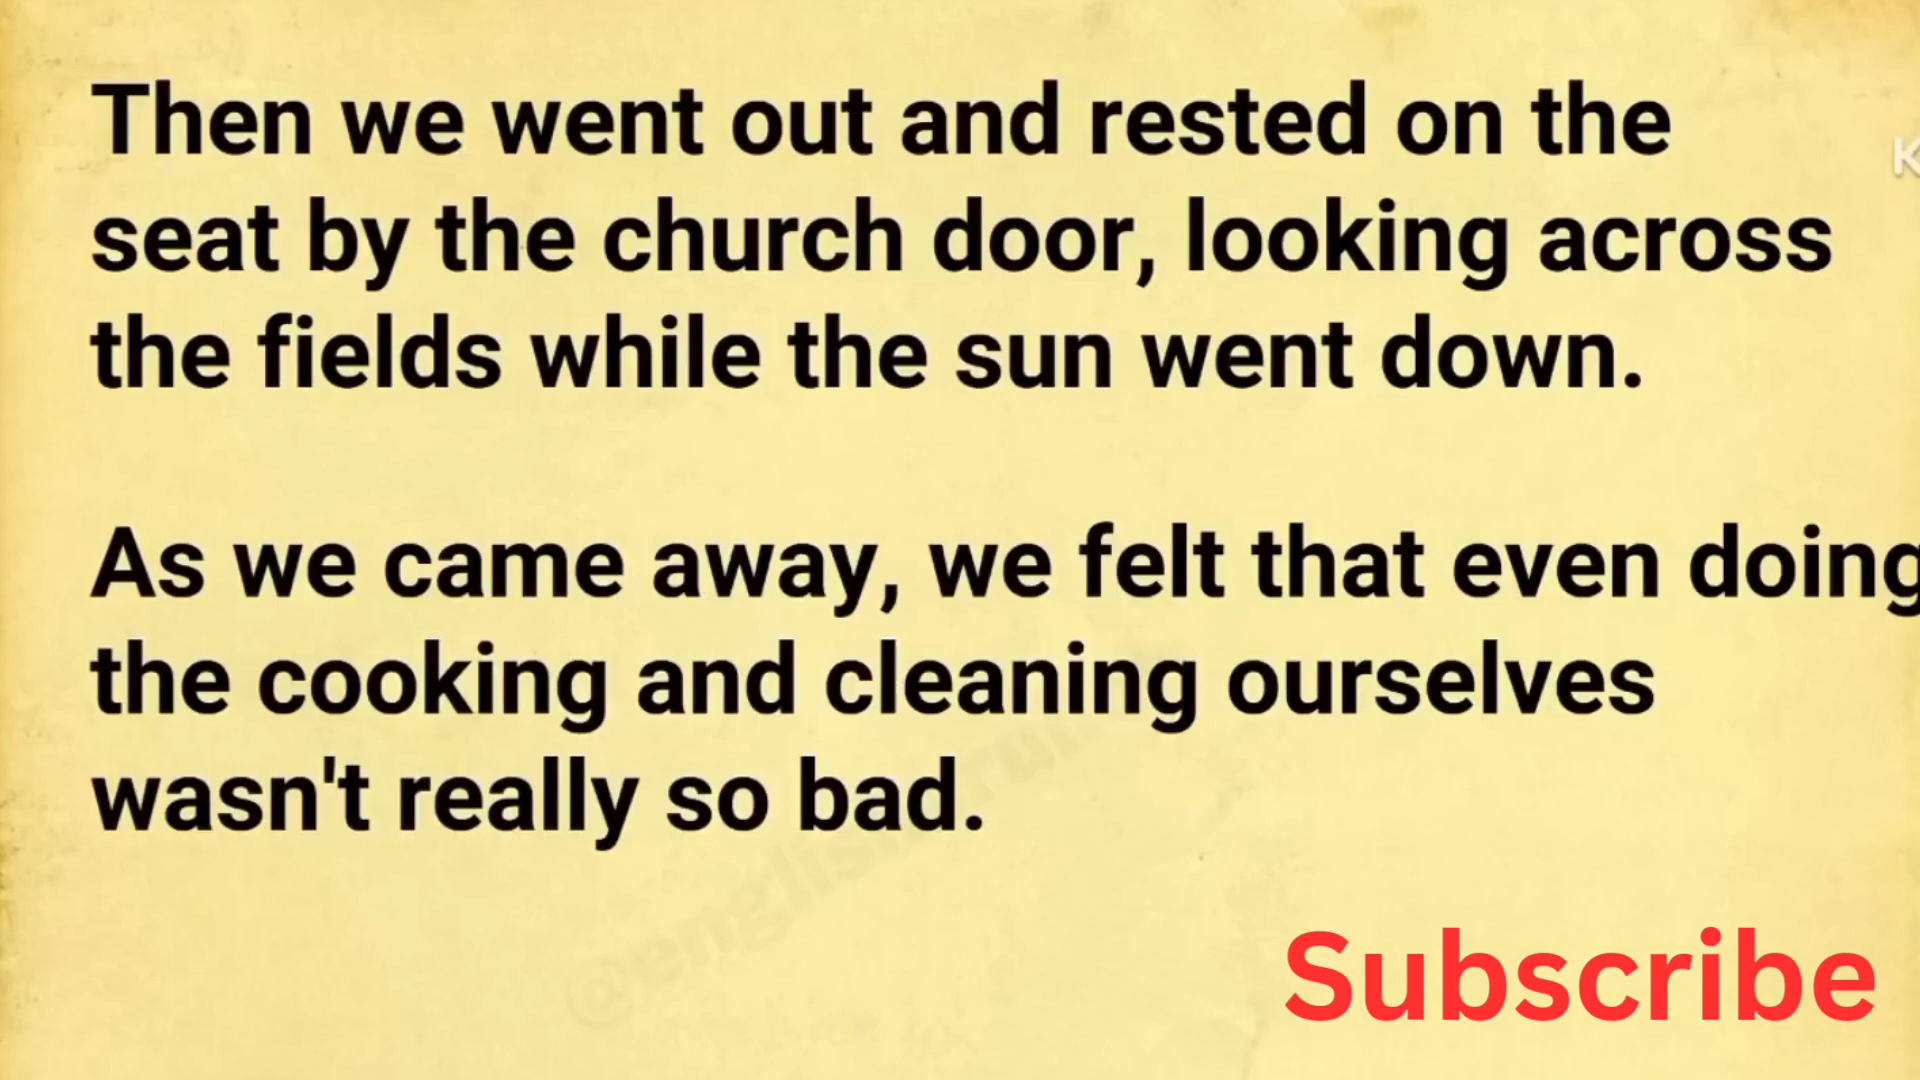 Then we went out and rested on the
seat by the church door, looking across
the fields while the sun went down.
As we came away, we felt that even doing
the cooking and cleaning ourselves
wasn't really so bad.
Subscribe